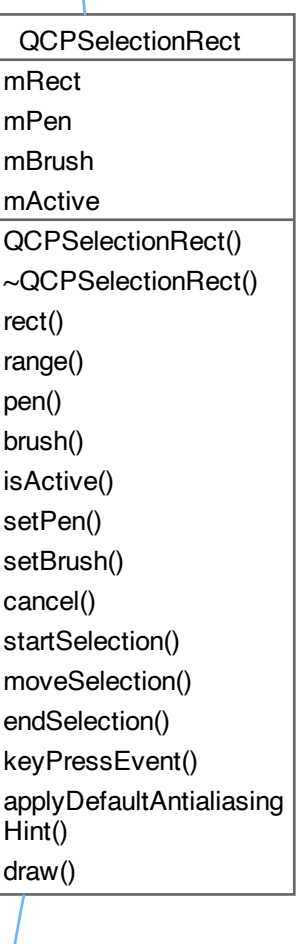 QCPSelectionRect
mRect
mPen
mBrush
mActive
QCPSelectionRect()
~QCPSelectionRect()
rect()
range()
pen()
brush()
isActive()
setPen()
setBrush()
cancel()
startSelection()
moveSelection()
endSelection()
keyPressEvent()
applyDefaultAntialiasing
Hint()
draw()